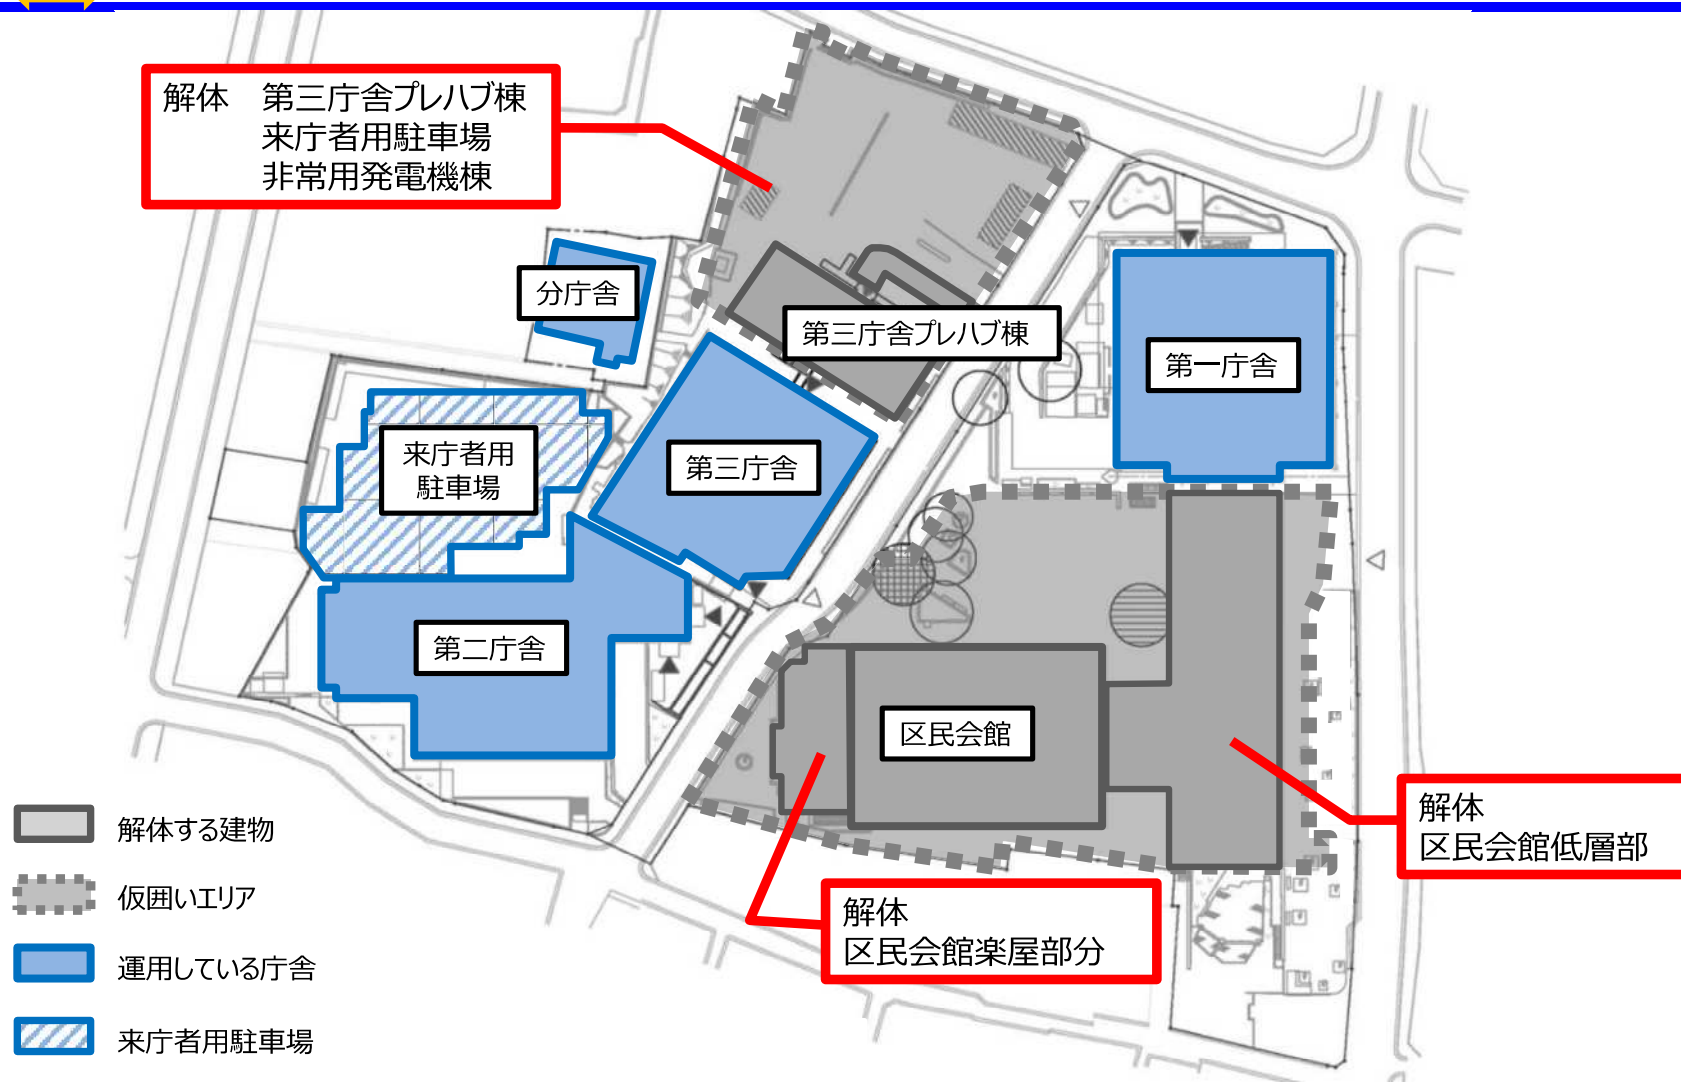 解体　第三庁舎プレハブ棟
来庁者用駐車場
非常用発電機棟
分庁舎
第三庁舎プレハブ棟
第一庁舎
来庁者用
駐車場
第三庁舎
第二庁舎
区民会館
解体
区民会館低層部
解体
区民会館楽屋部分
解体する建物
仮囲いエリア
運用している庁舎
来庁者用駐車場